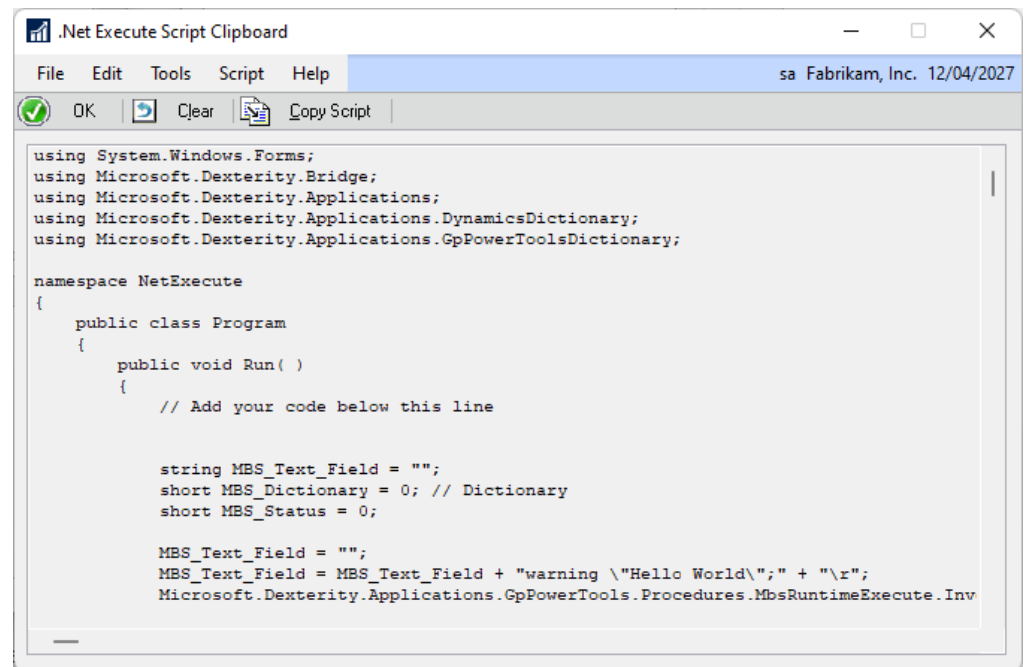 .Net Execute Script Clipboard
File Edit Tools Script Help sa Fabrikam, Inc. 12/04/2027
OK Clear Copy Script
using System.Windows.Forms;
using Microsoft.Dexterity.Bridge;
using Microsoft.Dexterity.Applications;
using Microsoft.Dexterity.Applications.DynamicsDictionary;
using Microsoft.Dexterity.Applications.GpPowerToolsDictionary;
namespace NetExecute
{
    public class Program
    {
        public void Run( )
        {
            // Add your code below this line
            string MBS_Text_Field = "";
            short MBS_Dictionary = 0; // Dictionary
            short MBS_Status = 0;
            MBS_Text_Field = "";
            MBS_Text_Field = MBS_Text_Field + "warning \"Hello World\";" + "\r";
            Microsoft.Dexterity.Applications.GpPowerTools.Procedures.MbsRuntimeExecute.Inv